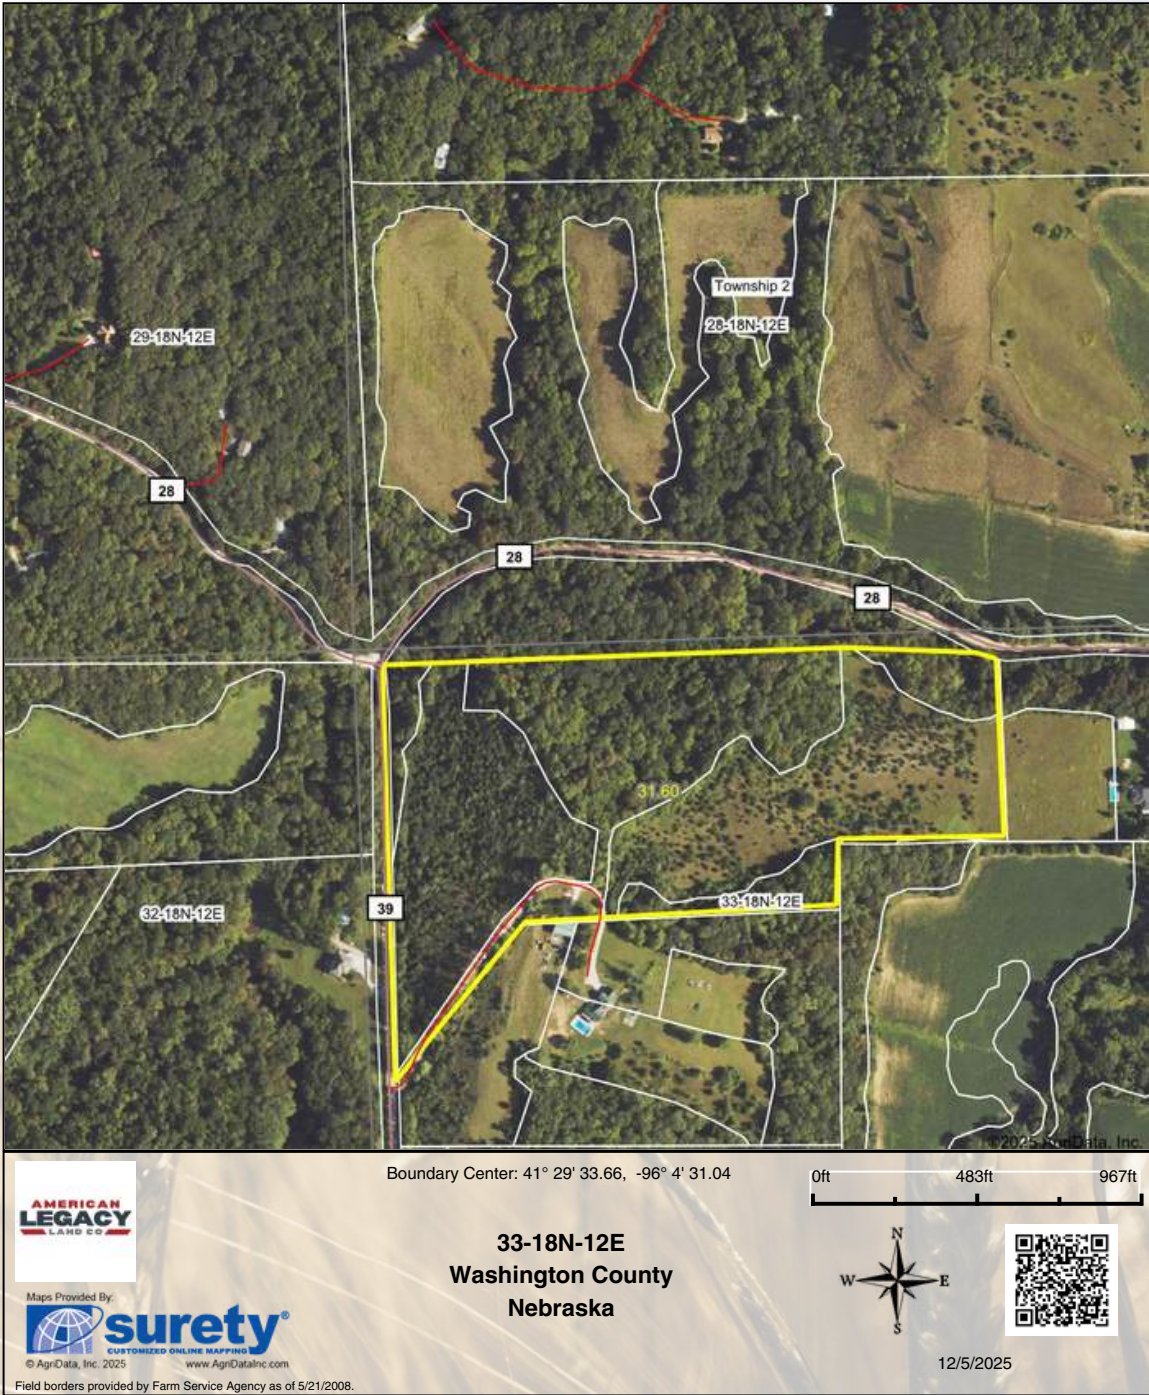 Township 2
28-18N-12E
29-18N-12E
28
28
28
31.60
33-18N-12E
39
32-18N-12E
©2025 AgriData, Inc.
Boundary Center: 41° 29' 33.66, -96° 4' 31.04
0ft 483ft 967ft
AMERICAN
LEGACY
LAND CO
33-18N-12E
Washington County
Nebraska
N
W E
S
Maps Provided By:
surety®
CUSTOMIZED ONLINE MAPPING
© AgriData, Inc. 2025 www.AgriDataInc.com
12/5/2025
Field borders provided by Farm Service Agency as of 5/21/2008.